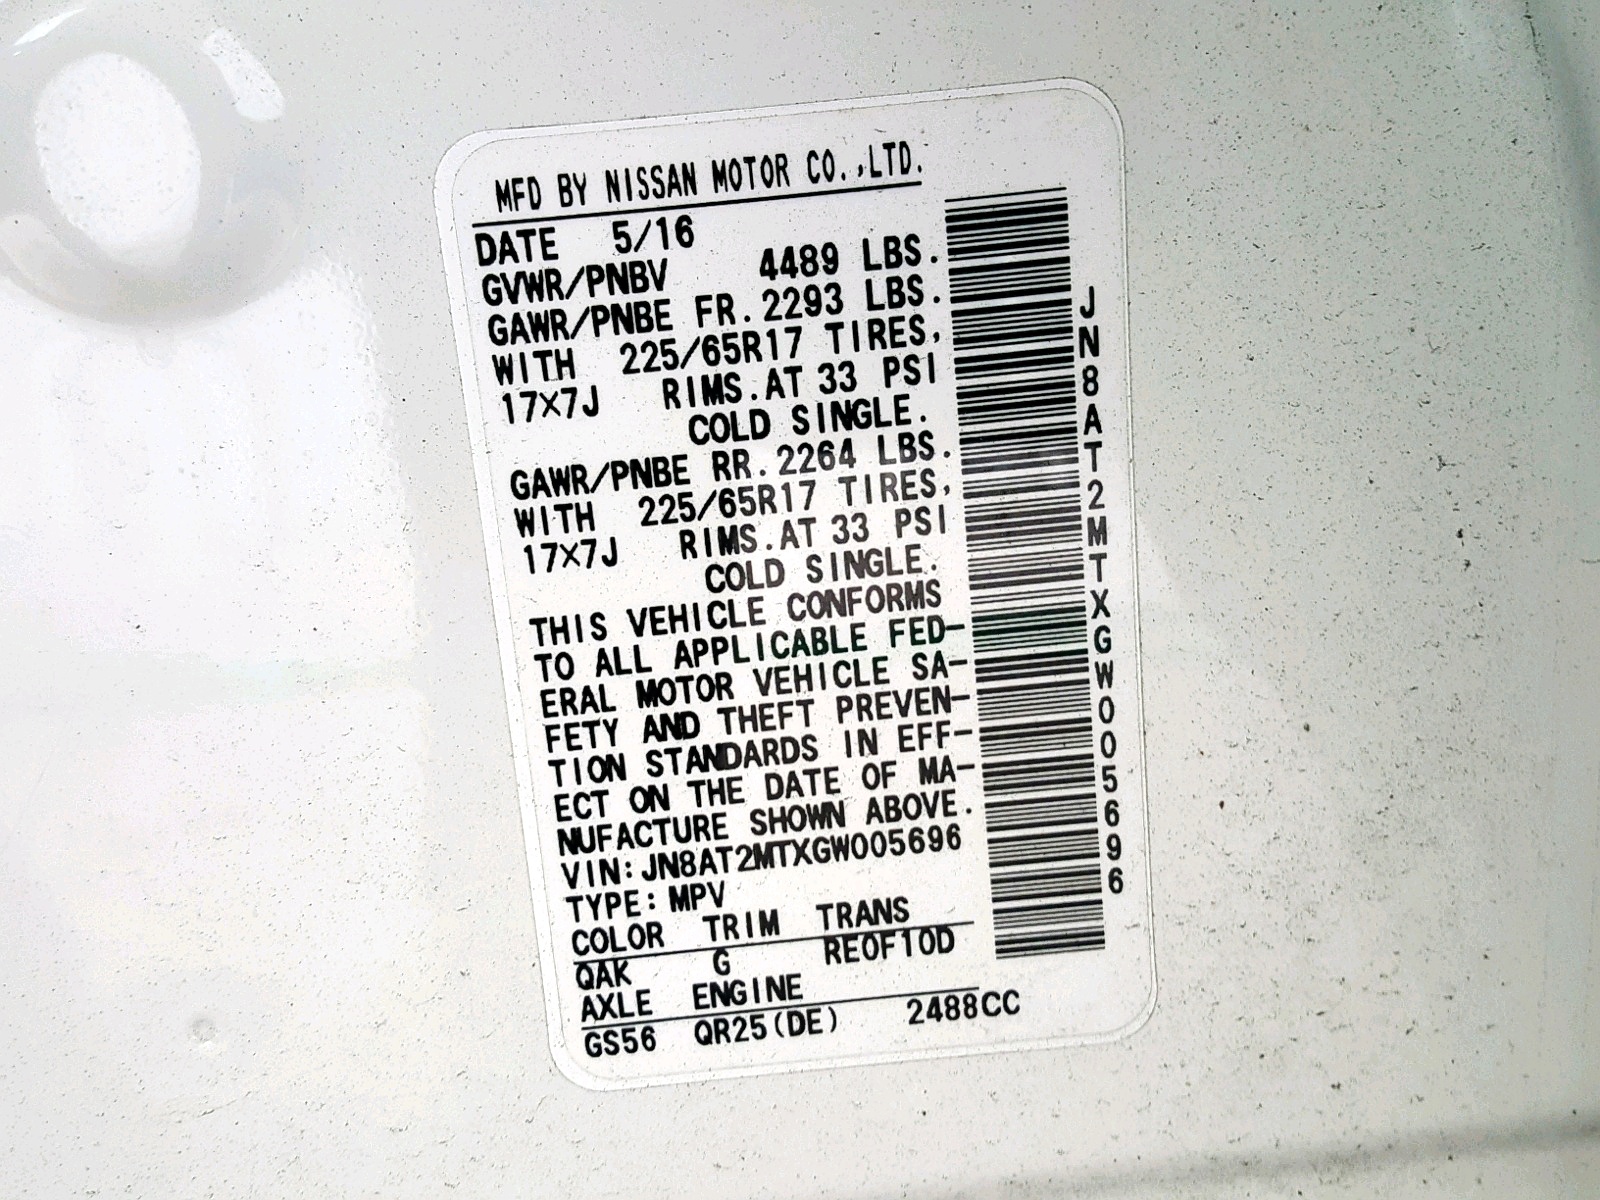 MFD BY NISSAN MOTOR CO.,LTD.
DATE 5/16
GVWR/PNBV 4489 LBS.
GAWR/PNBE FR. 2293 LBS.
WITH 225/65R17 TIRES,
17X7J RIMS.AT 33 PSI
COLD SINGLE.
GAWR/PNBE RR. 2264 LBS.
WITH 225/65R17 TIRES,
17X7J RIMS.AT 33 PSI
COLD SINGLE.
THIS VEHICLE CONFORMS
TO ALL APPLICABLE FED-
ERAL MOTOR VEHICLE SA-
FETY AND THEFT PREVEN-
TION STANDARDS IN EFF-
ECT ON THE DATE OF MA-
NUFACTURE SHOWN ABOVE.
VIN: JN8AT2MTXGW005696
TYPE: MPV
COLOR TRIM TRANS
QAK G RE0F10D
AXLE ENGINE
GS56 QR25(DE) 2488CC
JN8AT2MTXGW005696